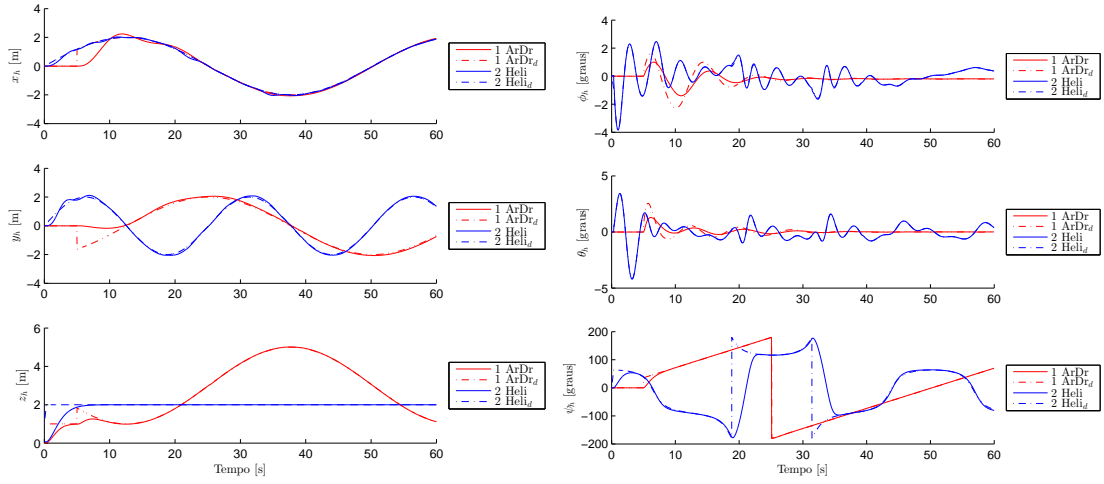 4
2
0
−2
−4
x_h [m]
0 10 20 30 40 50 60
1 ArDr
1 ArDr_d
2 Heli
2 Heli_d
4
2
0
−2
−4
y_h [m]
0 10 20 30 40 50 60
1 ArDr
1 ArDr_d
2 Heli
2 Heli_d
6
4
2
0
z_h [m]
0 10 20 30 40 50 60
Tempo [s]
1 ArDr
1 ArDr_d
2 Heli
2 Heli_d
4
2
0
−2
−4
ϕ_h [graus]
0 10 20 30 40 50 60
1 ArDr
1 ArDr_d
2 Heli
2 Heli_d
5
0
−5
θ_h [graus]
0 10 20 30 40 50 60
1 ArDr
1 ArDr_d
2 Heli
2 Heli_d
200
100
0
−100
−200
ψ_h [graus]
0 10 20 30 40 50 60
Tempo [s]
1 ArDr
1 ArDr_d
2 Heli
2 Heli_d